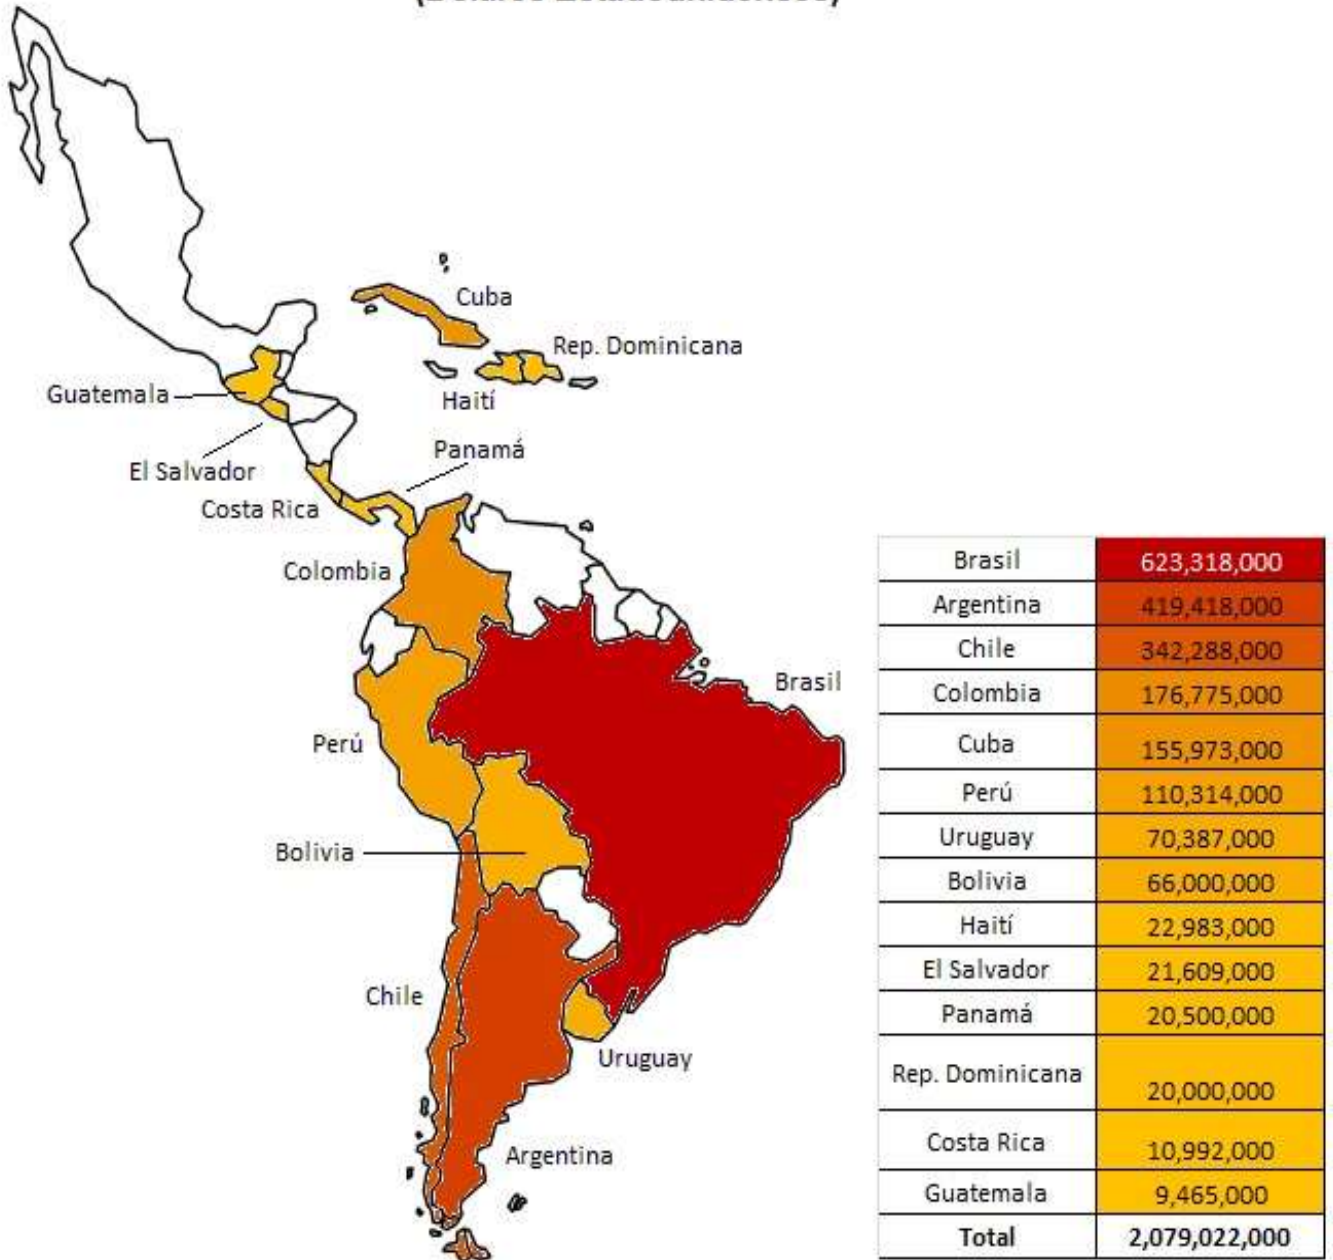 Cuba
Rep. Dominicana
Guatemala
Haití
Panamá
El Salvador
Costa Rica
Colombia
Brasil
Perú
Bolivia
Chile
Uruguay
Argentina
Brasil 623,318,000
Argentina 419,418,000
Chile 342,288,000
Colombia 176,775,000
Cuba 155,973,000
Perú 110,314,000
Uruguay 70,387,000
Bolivia 66,000,000
Haití 22,983,000
El Salvador 21,609,000
Panamá 20,500,000
Rep. Dominicana 20,000,000
Costa Rica 10,992,000
Guatemala 9,465,000
Total 2,079,022,000